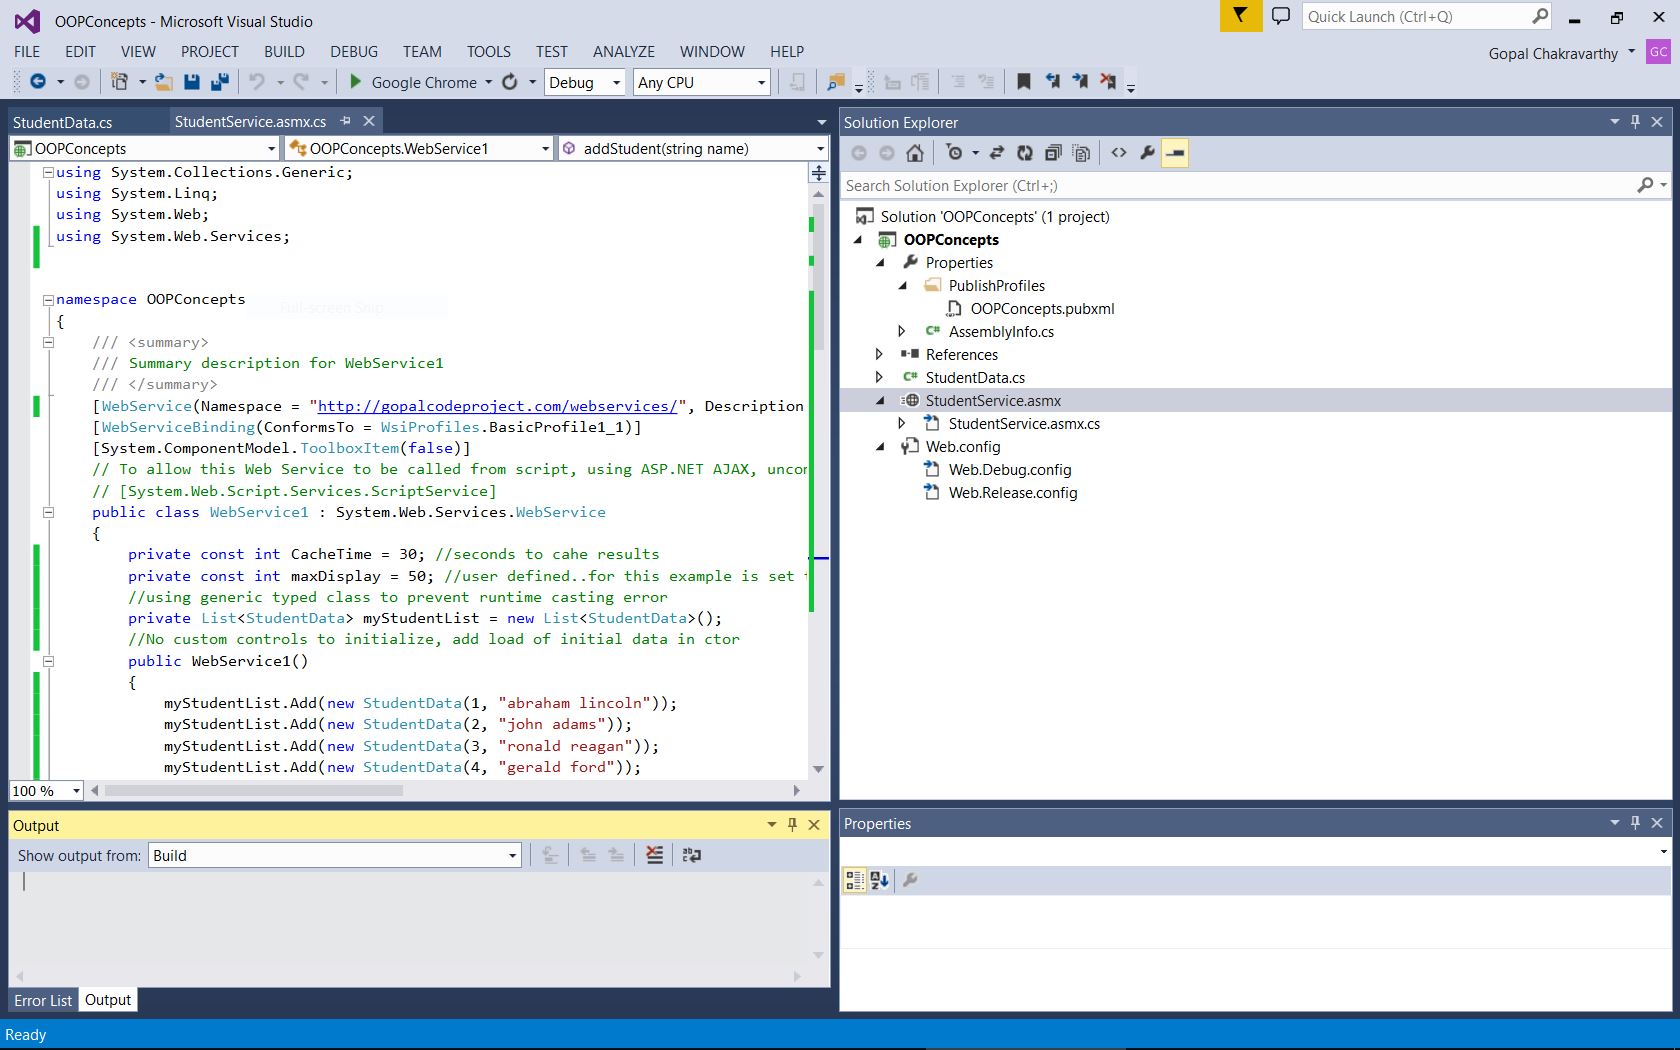 OOPConcepts - Microsoft Visual Studio
Quick Launch (Ctrl+Q)
FILE EDIT VIEW PROJECT BUILD DEBUG TEAM TOOLS TEST ANALYZE WINDOW HELP
Gopal Chakravarthy GC
Google Chrome Debug Any CPU
StudentData.cs StudentService.asmx.cs
OOPConcepts OOPConcepts.WebService1 addStudent(string name)
using System.Collections.Generic;
using System.Linq;
using System.Web;
using System.Web.Services;
namespace OOPConcepts
Full-screen Snip
{
/// <summary>
/// Summary description for WebService1
/// </summary>
[WebService(Namespace = "http://gopalcodeproject.com/webservices/", Description
[WebServiceBinding(ConformsTo = WsiProfiles.BasicProfile1_1)]
[System.ComponentModel.ToolboxItem(false)]
// To allow this Web Service to be called from script, using ASP.NET AJAX, uncom
// [System.Web.Script.Services.ScriptService]
public class WebService1 : System.Web.Services.WebService
{
private const int CacheTime = 30; //seconds to cahe results
private const int maxDisplay = 50; //user defined..for this example is set
//using generic typed class to prevent runtime casting error
private List<StudentData> myStudentList = new List<StudentData>();
//No custom controls to initialize, add load of initial data in ctor
public WebService1()
{
myStudentList.Add(new StudentData(1, "abraham lincoln"));
myStudentList.Add(new StudentData(2, "john adams"));
myStudentList.Add(new StudentData(3, "ronald reagan"));
myStudentList.Add(new StudentData(4, "gerald ford"));
100 %
Output
Show output from: Build
Error List Output
Ready
Solution Explorer
Search Solution Explorer (Ctrl+;)
Solution 'OOPConcepts' (1 project)
OOPConcepts
Properties
PublishProfiles
OOPConcepts.pubxml
C# AssemblyInfo.cs
References
C# StudentData.cs
StudentService.asmx
StudentService.asmx.cs
Web.config
Web.Debug.config
Web.Release.config
Properties